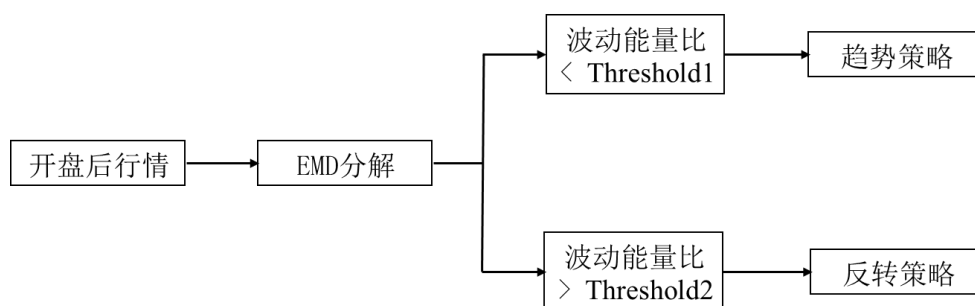 波动能量比
< Threshold1
趋势策略
开盘后行情
EMD分解
波动能量比
> Threshold2
反转策略